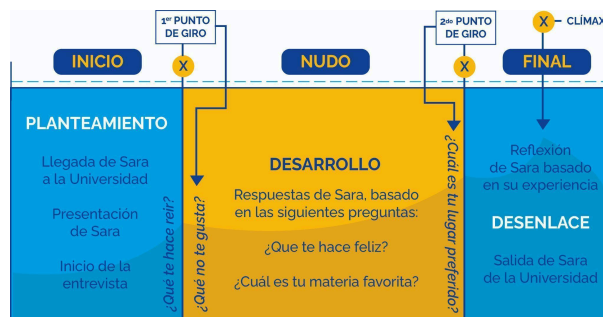 1er PUNTO
DE GIRO
2do PUNTO
DE GIRO
X
CLÍMAX
INICIO
X
NUDO
X
FINAL
PLANTEAMIENTO
Llegada de Sara
a la Universidad
Presentación
de Sara
Inicio de la
entrevista
¿Qué te hace reír?
¿Qué no te gusta?
DESARROLLO
Respuestas de Sara, basado
en las siguientes preguntas:
¿Que te hace feliz?
¿Cuál es tu materia favorita?
¿Cuál es tu lugar preferido?
Reflexión
de Sara basado
en su experiencia
DESENLACE
Salida de Sara
de la Universidad